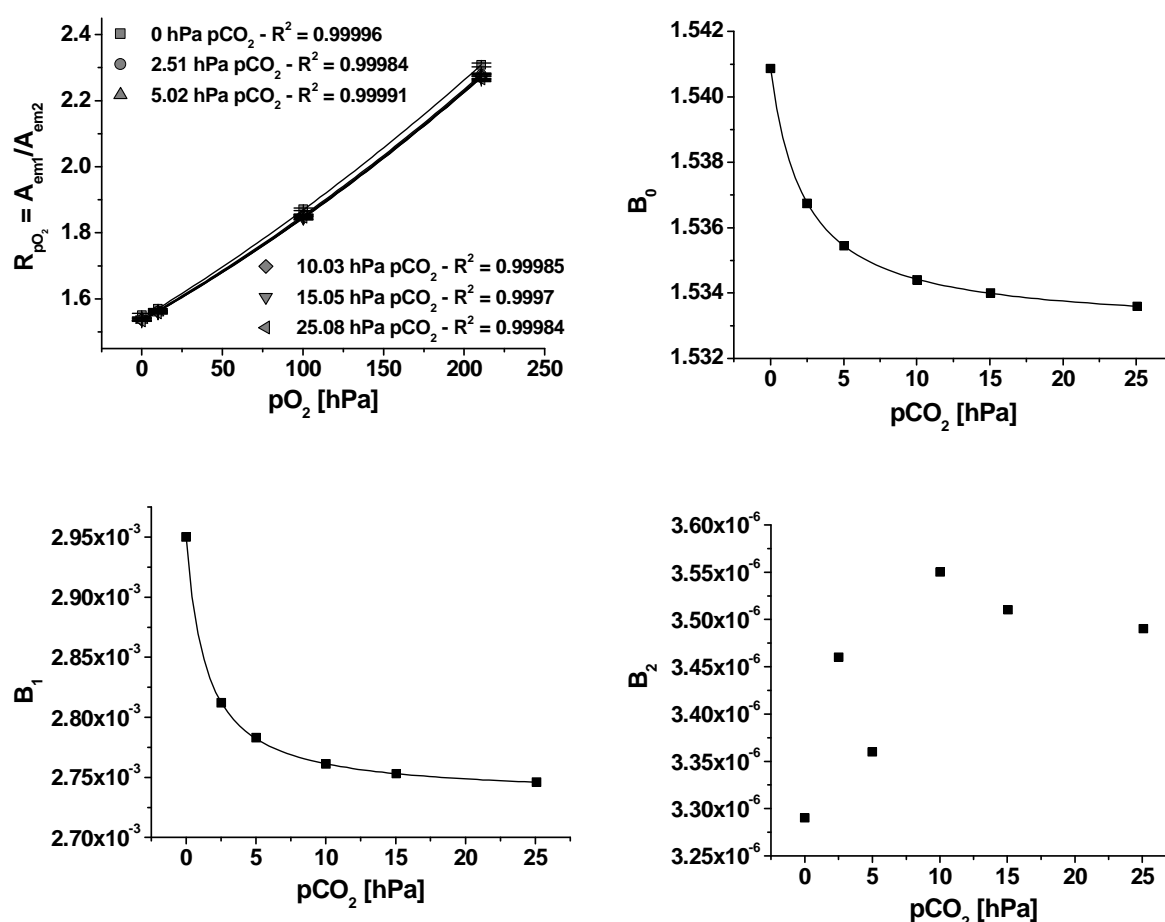 2.4
2.2
2.0
1.8
1.6
R_pO₂ = A_em1/A_em2
0 hPa pCO₂ - R² = 0.99996
2.51 hPa pCO₂ - R² = 0.99984
5.02 hPa pCO₂ - R² = 0.99991
10.03 hPa pCO₂ - R² = 0.99985
15.05 hPa pCO₂ - R² = 0.9997
25.08 hPa pCO₂ - R² = 0.99984
0 50 100 150 200 250
pO₂ [hPa]
1.542
1.540
1.538
1.536
1.534
1.532
B₀
0 5 10 15 20 25
pCO₂ [hPa]
2.95x10⁻³
2.90x10⁻³
2.85x10⁻³
2.80x10⁻³
2.75x10⁻³
2.70x10⁻³
B₁
0 5 10 15 20 25
pCO₂ [hPa]
3.60x10⁻⁶
3.55x10⁻⁶
3.50x10⁻⁶
3.45x10⁻⁶
3.40x10⁻⁶
3.35x10⁻⁶
3.30x10⁻⁶
3.25x10⁻⁶
B₂
0 5 10 15 20 25
pCO₂ [hPa]